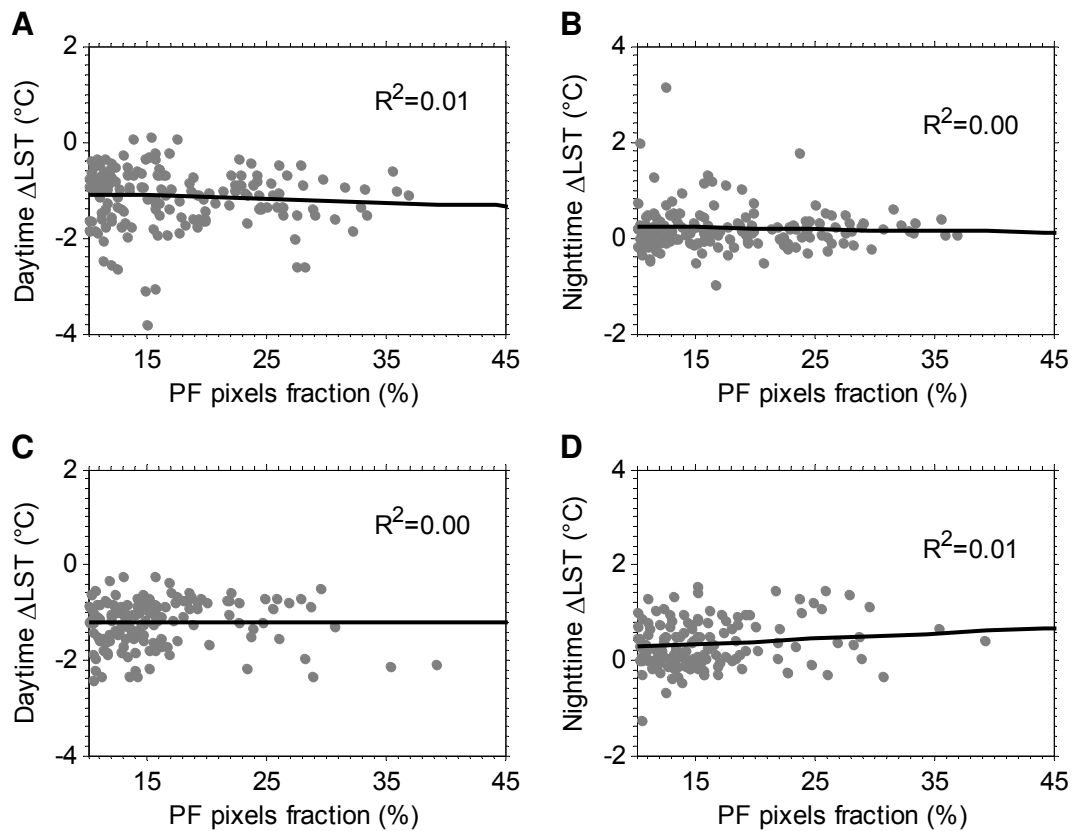 A
Daytime ΔLST (°C)
2
0
-2
-4
R²=0.01
15 25 35 45
PF pixels fraction (%)
B
Nighttime ΔLST (°C)
4
2
0
-2
R²=0.00
15 25 35 45
PF pixels fraction (%)
C
Daytime ΔLST (°C)
2
0
-2
-4
R²=0.00
15 25 35 45
PF pixels fraction (%)
D
Nighttime ΔLST (°C)
4
2
0
-2
R²=0.01
15 25 35 45
PF pixels fraction (%)